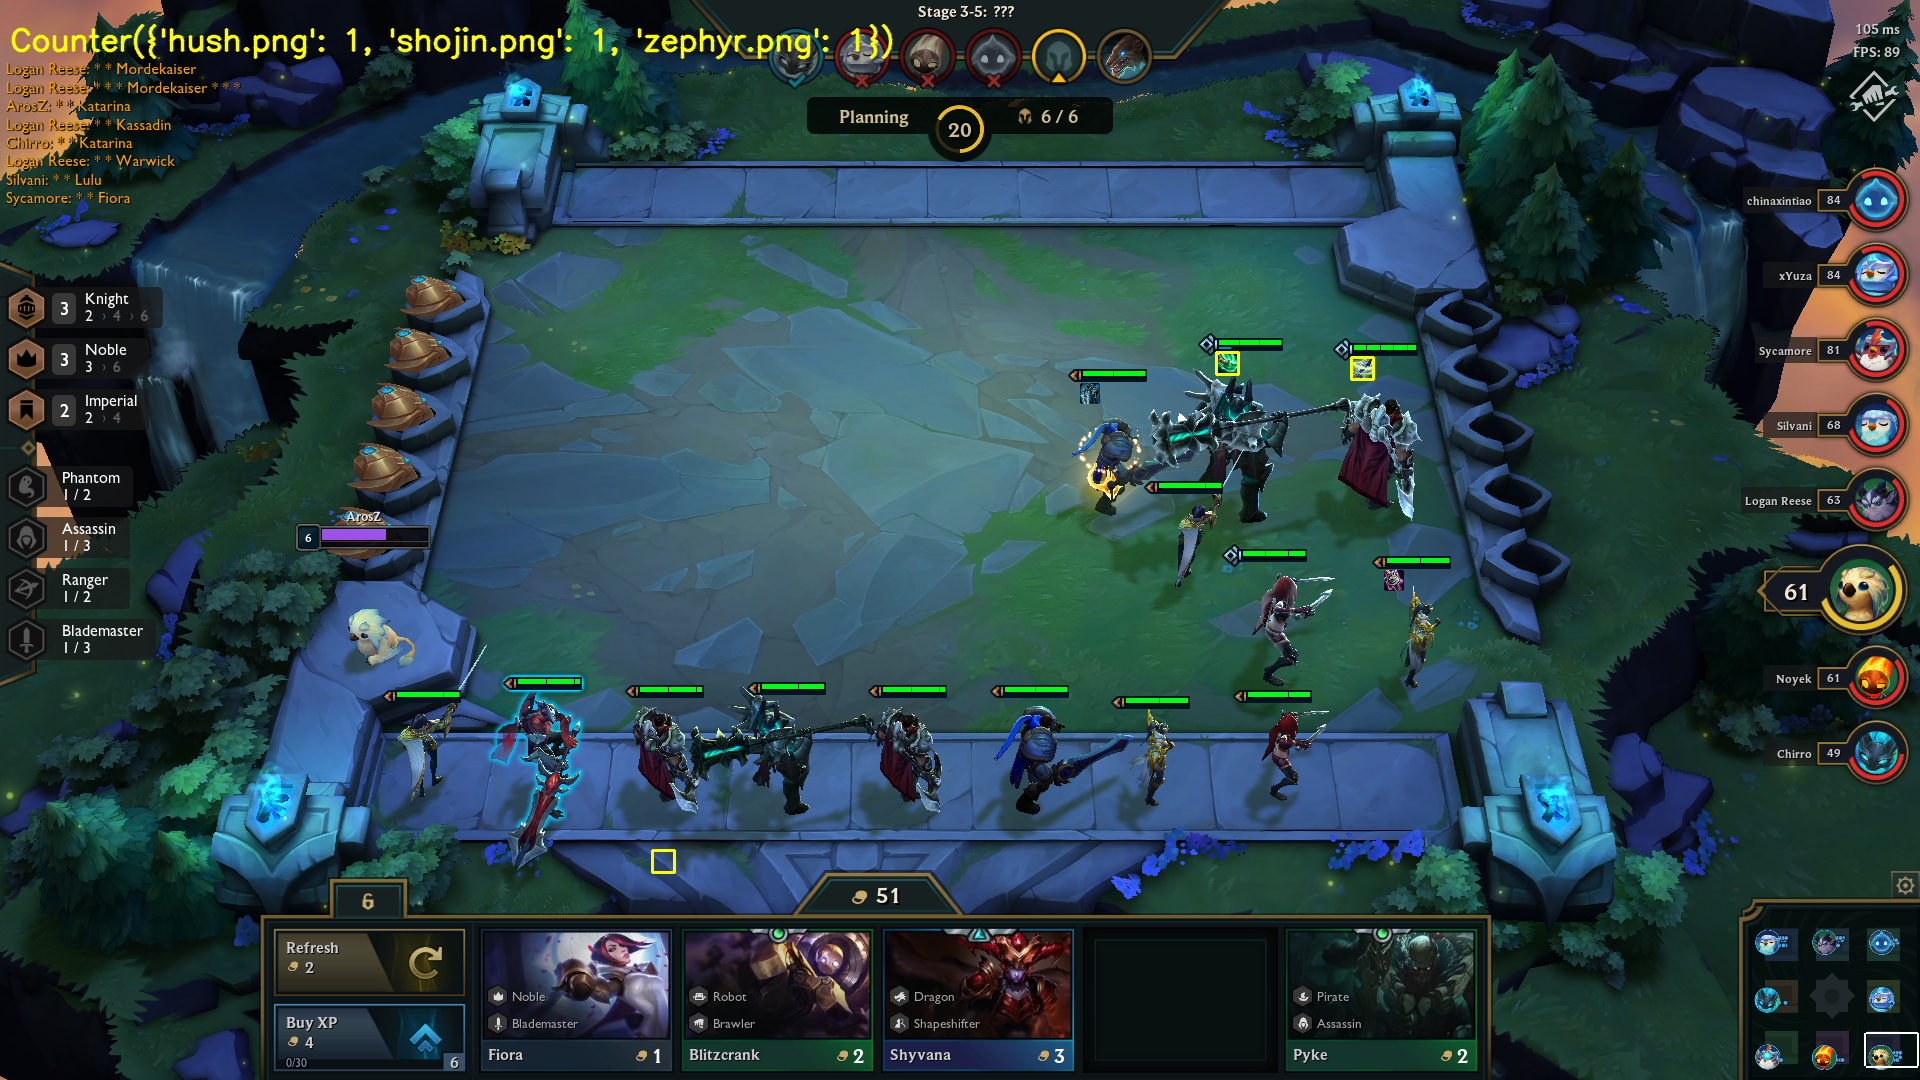 Stage 3-5: ???
Counter({'hush.png': 1, 'shojin.png': 1, 'zephyr.png': 1})
105 ms
FPS: 89
Logan Reese: * * Mordekaiser
Logan Reese: * * * Mordekaiser * * *
ArosZ: * * Katarina
Logan Reese: * * Kassadin
Chirro: * * Katarina
Logan Reese: * * Warwick
Silvani: * * Lulu
Sycamore: * * Fiora
Planning
20
6 / 6
chinaxintiao 84
xYuza 84
Sycamore 81
Silvani 68
Logan Reese 63
61
Noyek 61
Chirro 49
3 Knight
2 › 4 › 6
3 Noble
3 › 6
2 Imperial
2 › 4
Phantom
1 / 2
Assassin
1 / 3
Ranger
1 / 2
Blademaster
1 / 3
ArosZ
6
6
51
Refresh
2
Buy XP
4
0/30
6
Noble
Blademaster
Fiora 1
Robot
Brawler
Blitzcrank 2
Dragon
Shapeshifter
Shyvana 3
Pirate
Assassin
Pyke 2